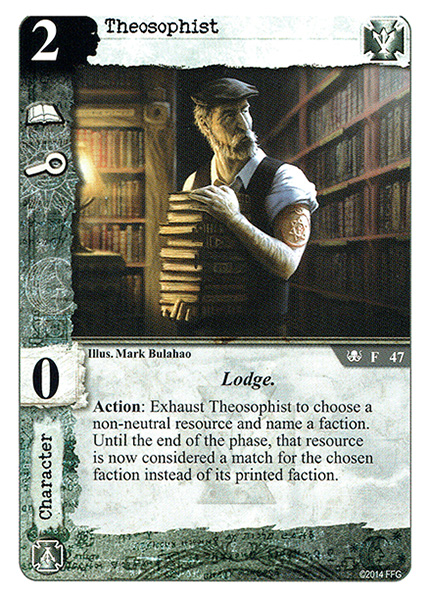 2
Theosophist
Illus. Mark Bulahao
F 47
0
Lodge.
Action: Exhaust Theosophist to choose a
non-neutral resource and name a faction.
Until the end of the phase, that resource
is now considered a match for the chosen
faction instead of its printed faction.
Character
©2014 FFG